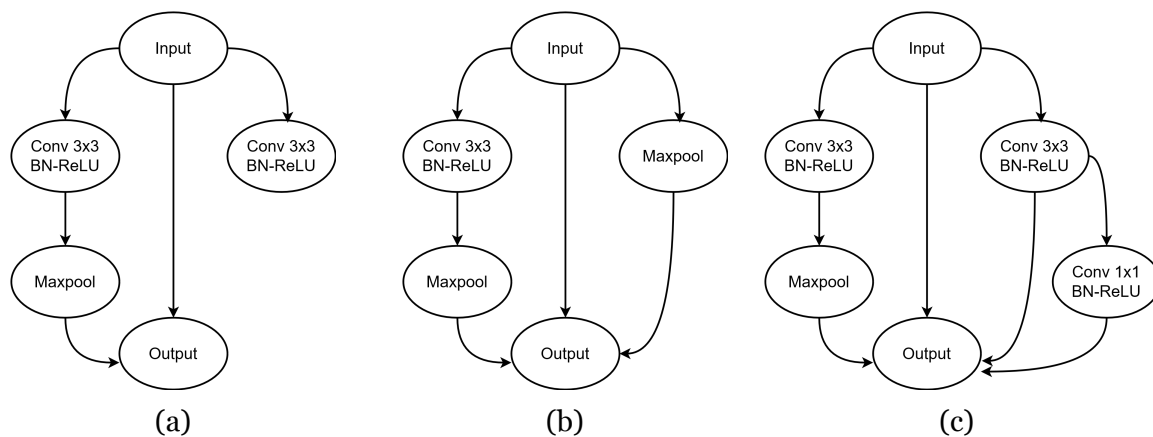 Input
Conv 3x3
BN-ReLU
Conv 3x3
BN-ReLU
Maxpool
Output
(a)
Input
Conv 3x3
BN-ReLU
Maxpool
Maxpool
Output
(b)
Input
Conv 3x3
BN-ReLU
Conv 3x3
BN-ReLU
Maxpool
Conv 1x1
BN-ReLU
Output
(c)